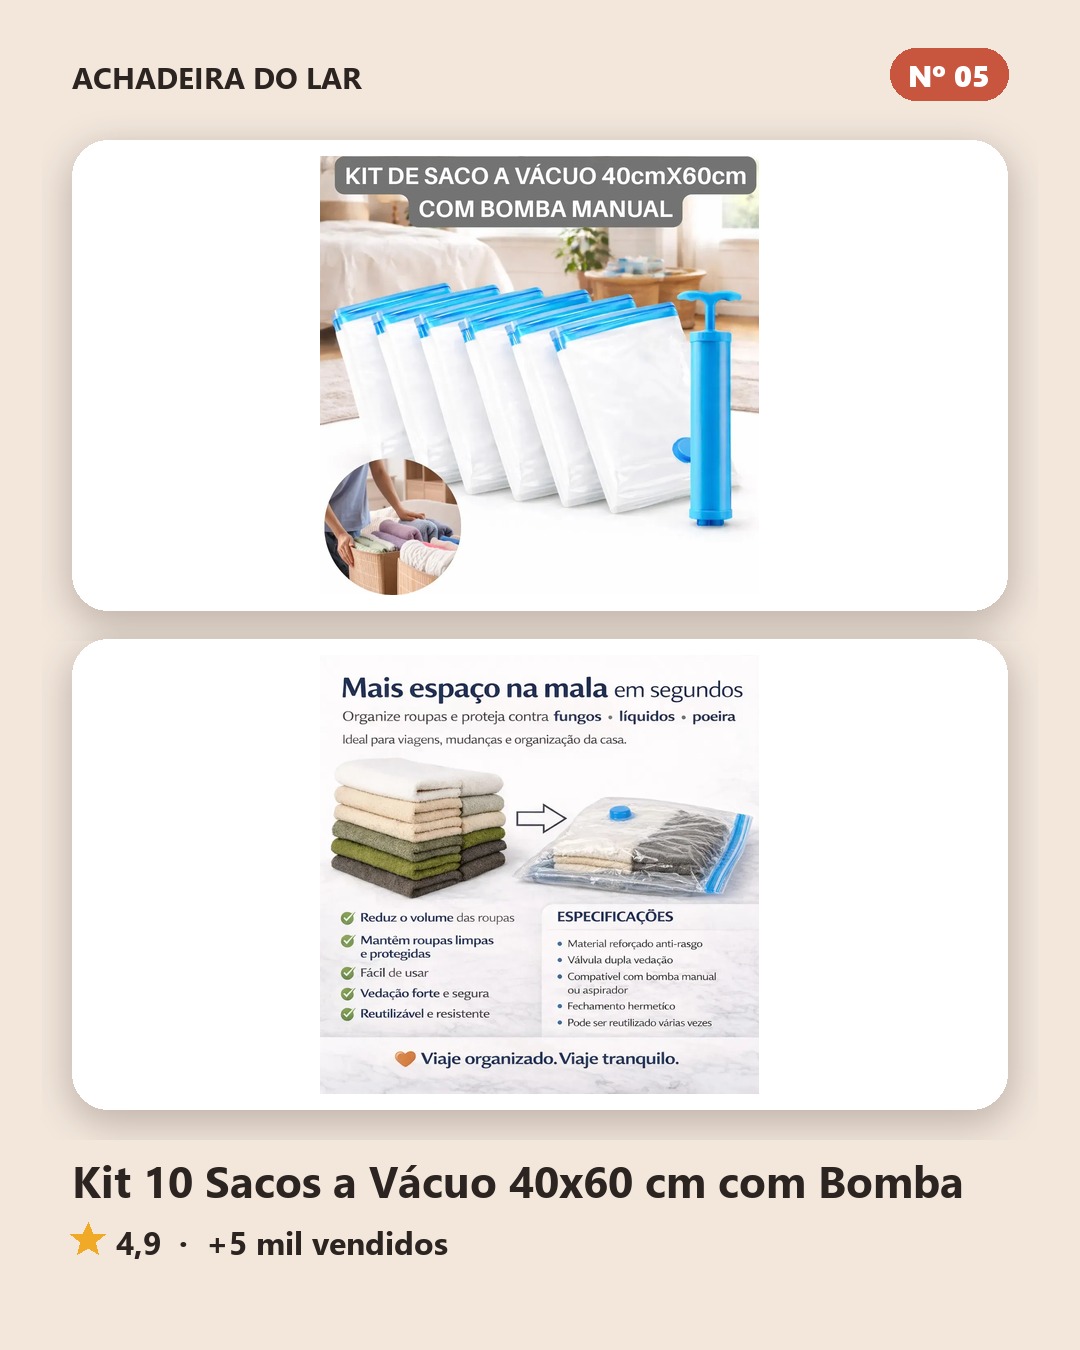 ACHADEIRA DO LAR
Nº 05
KIT DE SACO A VÁCUO 40cmX60cm
COM BOMBA MANUAL
Mais espaço na mala em segundos
Organize roupas e proteja contra fungos • líquidos • poeira
Ideal para viagens, mudanças e organização da casa.
Reduz o volume das roupas
Mantêm roupas limpas
e protegidas
Fácil de usar
Vedação forte e segura
Reutilizável e resistente
ESPECIFICAÇÕES
• Material reforçado anti-rasgo
• Válvula dupla vedação
• Compatível com bomba manual
ou aspirador
• Fechamento hermetíco
• Pode ser reutilizado várias vezes
Viaje organizado. Viaje tranquilo.
Kit 10 Sacos a Vácuo 40x60 cm com Bomba
4,9 · +5 mil vendidos